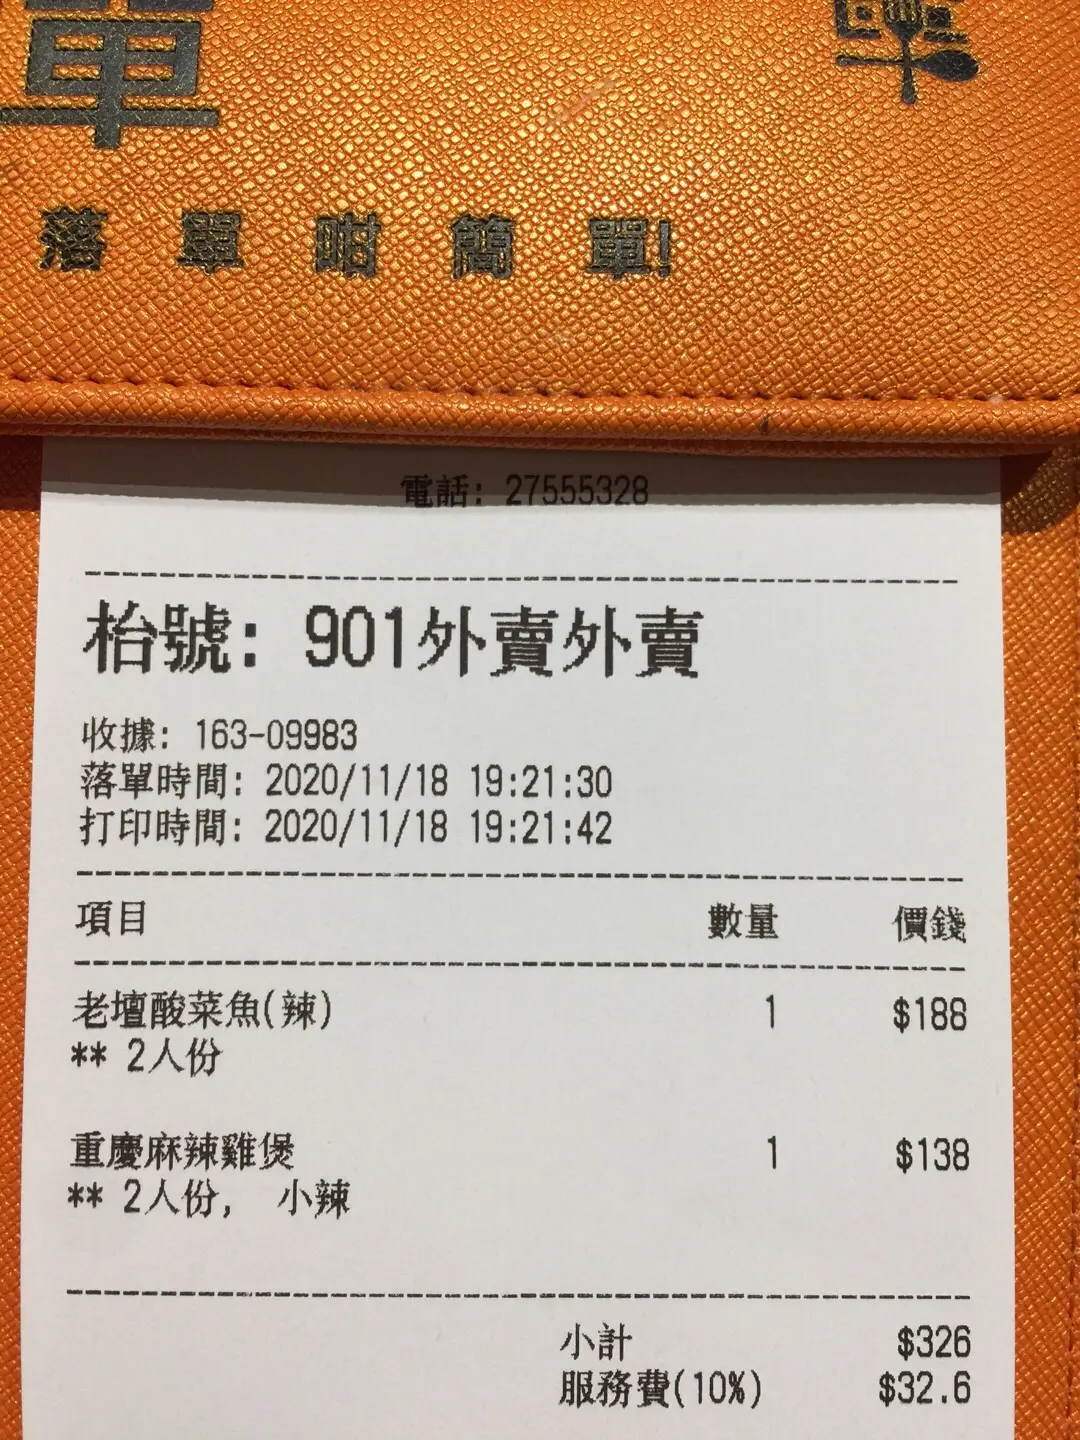 單
單
落單咁簡單!
電話: 27555328
枱號: 901外賣外賣
收據: 163-09983
落單時間: 2020/11/18 19:21:30
打印時間: 2020/11/18 19:21:42
項目 數量 價錢
老壇酸菜魚(辣) 1 $188
** 2人份
重慶麻辣雞煲 1 $138
** 2人份, 小辣
小計 $326
服務費(10%) $32.6